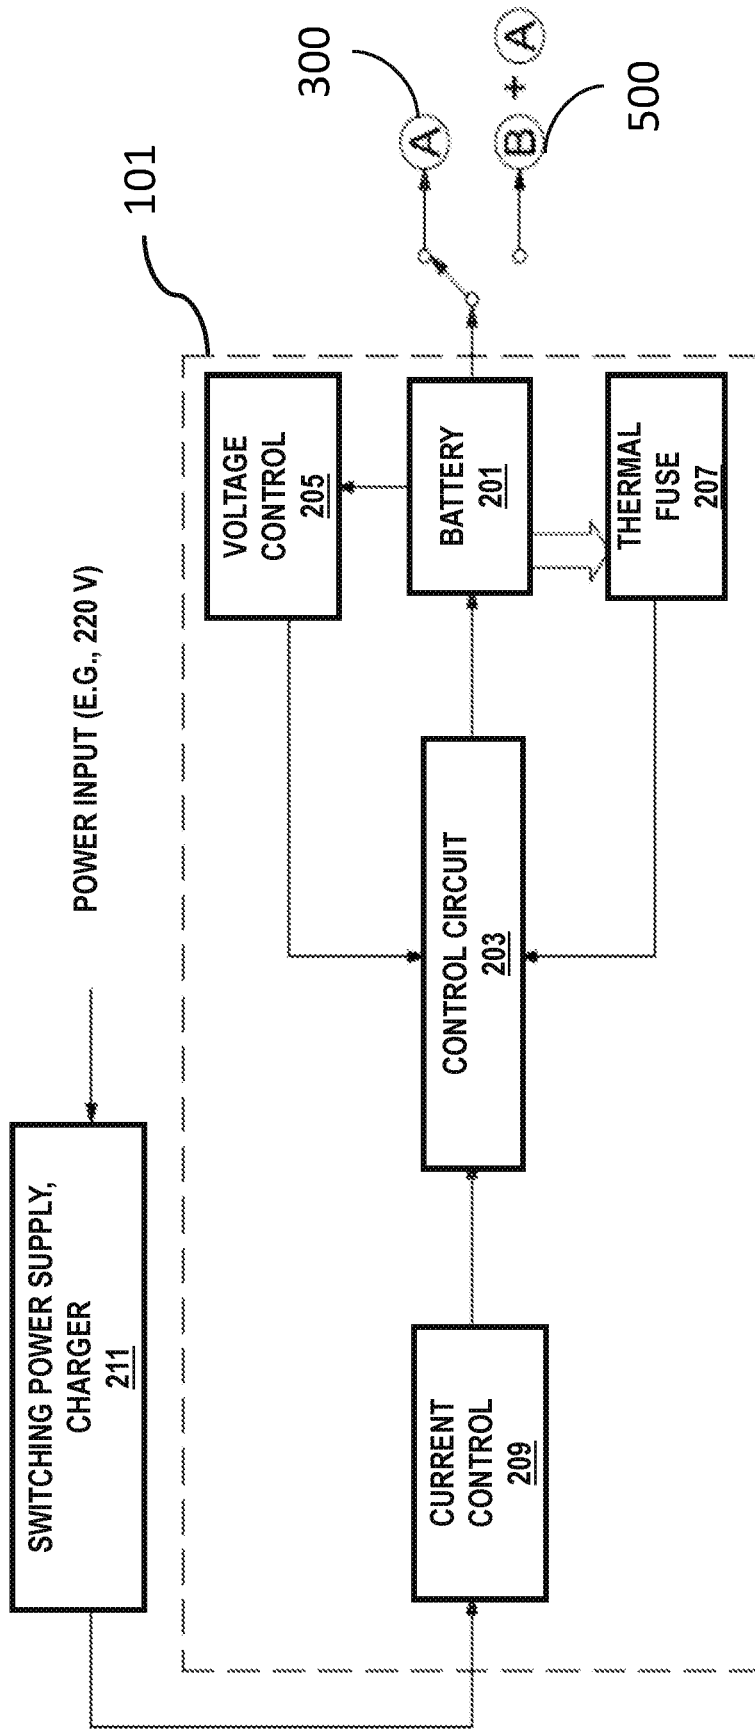 POWER INPUT (E.G., 220 V)
SWITCHING POWER SUPPLY,
CHARGER
211
101
CURRENT
CONTROL
209
CONTROL CIRCUIT
203
VOLTAGE
CONTROL
205
BATTERY
201
THERMAL
FUSE
207
A
300
B + A
500